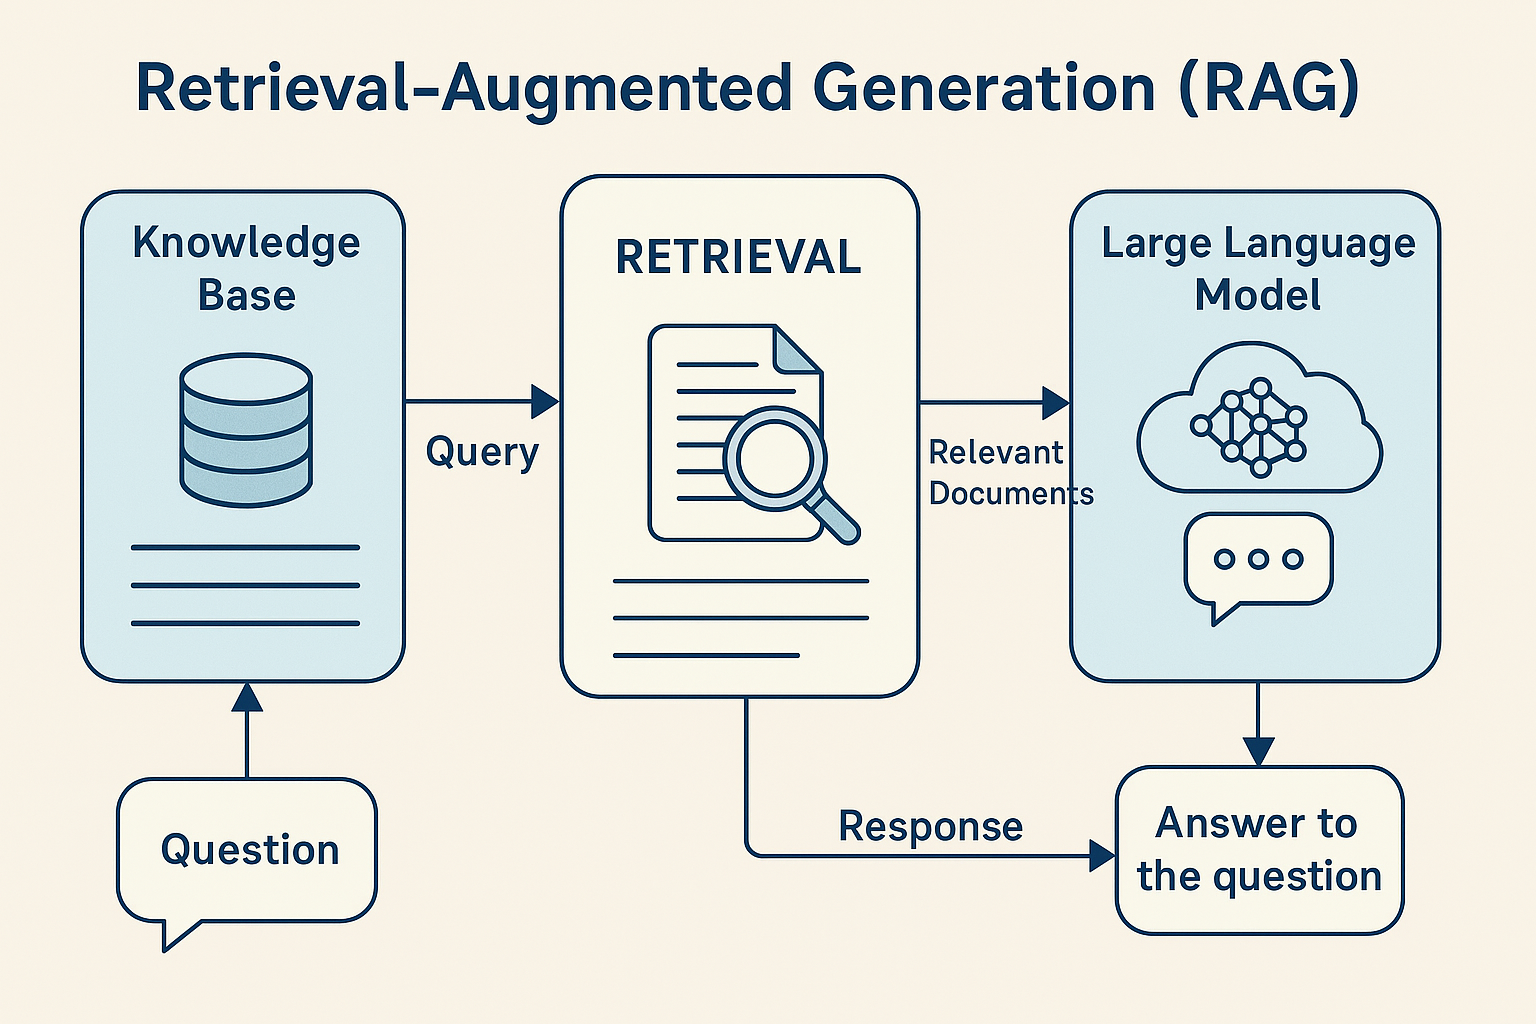 Retrieval-Augmented Generation (RAG)
Knowledge
Base
Query
RETRIEVAL
Relevant
Documents
Large Language
Model
Question
Response
Answer to
the question